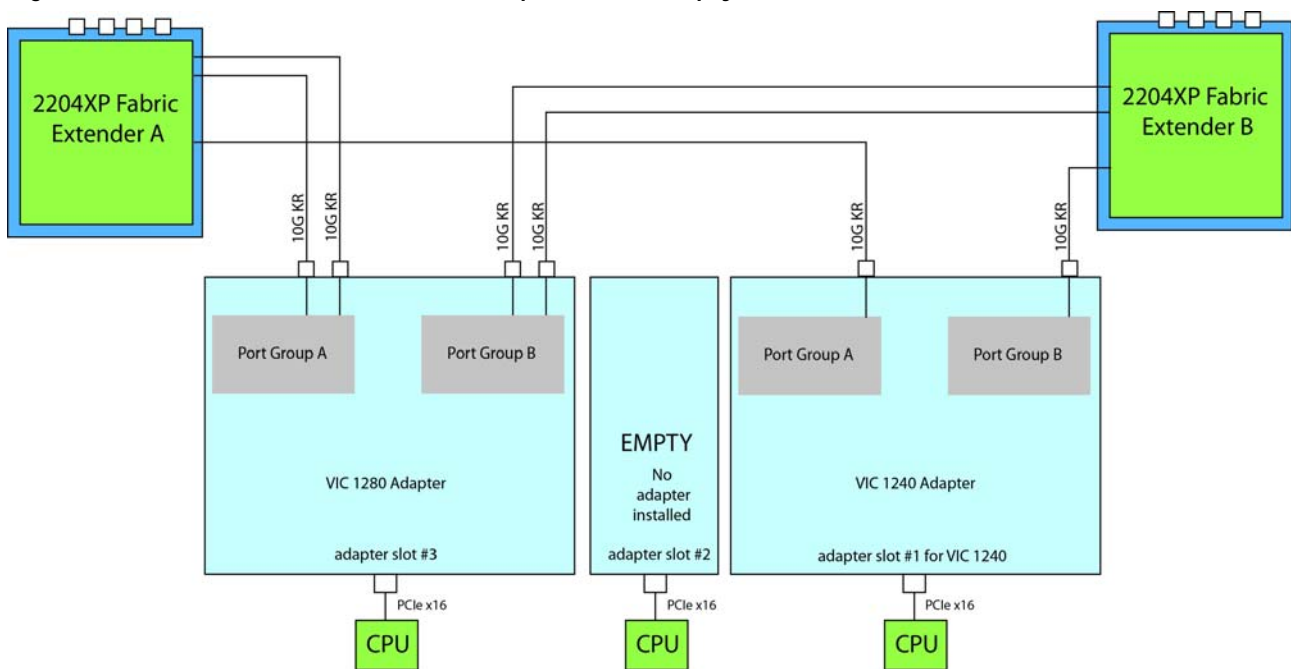 2204XP Fabric
Extender A
2204XP Fabric
Extender B
10G KR
10G KR
10G KR
10G KR
10G KR
10G KR
Port Group A
Port Group B
Port Group A
Port Group B
EMPTY
No
adapter
installed
VIC 1280 Adapter
VIC 1240 Adapter
adapter slot #3
adapter slot #2
adapter slot #1 for VIC 1240
PCIe x16
PCIe x16
PCIe x16
CPU
CPU
CPU